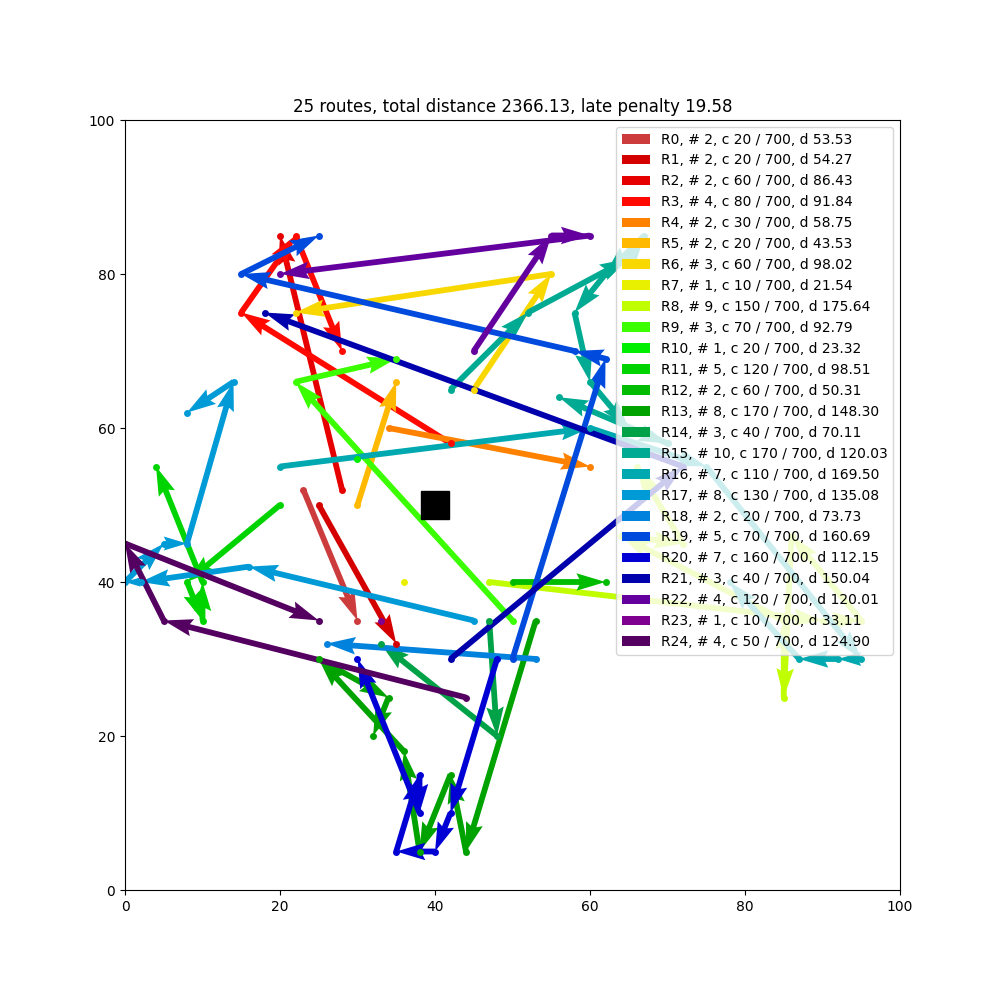 25 routes, total distance 2366.13, late penalty 19.58
100
80
60
40
20
0
0 20 40 60 80 100
R0, # 2, c 20 / 700, d 53.53
R1, # 2, c 20 / 700, d 54.27
R2, # 2, c 60 / 700, d 86.43
R3, # 4, c 80 / 700, d 91.84
R4, # 2, c 30 / 700, d 58.75
R5, # 2, c 20 / 700, d 43.53
R6, # 3, c 60 / 700, d 98.02
R7, # 1, c 10 / 700, d 21.54
R8, # 9, c 150 / 700, d 175.64
R9, # 3, c 70 / 700, d 92.79
R10, # 1, c 20 / 700, d 23.32
R11, # 5, c 120 / 700, d 98.51
R12, # 2, c 60 / 700, d 50.31
R13, # 8, c 170 / 700, d 148.30
R14, # 3, c 40 / 700, d 70.11
R15, # 10, c 170 / 700, d 120.03
R16, # 7, c 110 / 700, d 169.50
R17, # 8, c 130 / 700, d 135.08
R18, # 2, c 20 / 700, d 73.73
R19, # 5, c 70 / 700, d 160.69
R20, # 7, c 160 / 700, d 112.15
R21, # 3, c 40 / 700, d 150.04
R22, # 4, c 120 / 700, d 120.01
R23, # 1, c 10 / 700, d 33.11
R24, # 4, c 50 / 700, d 124.90